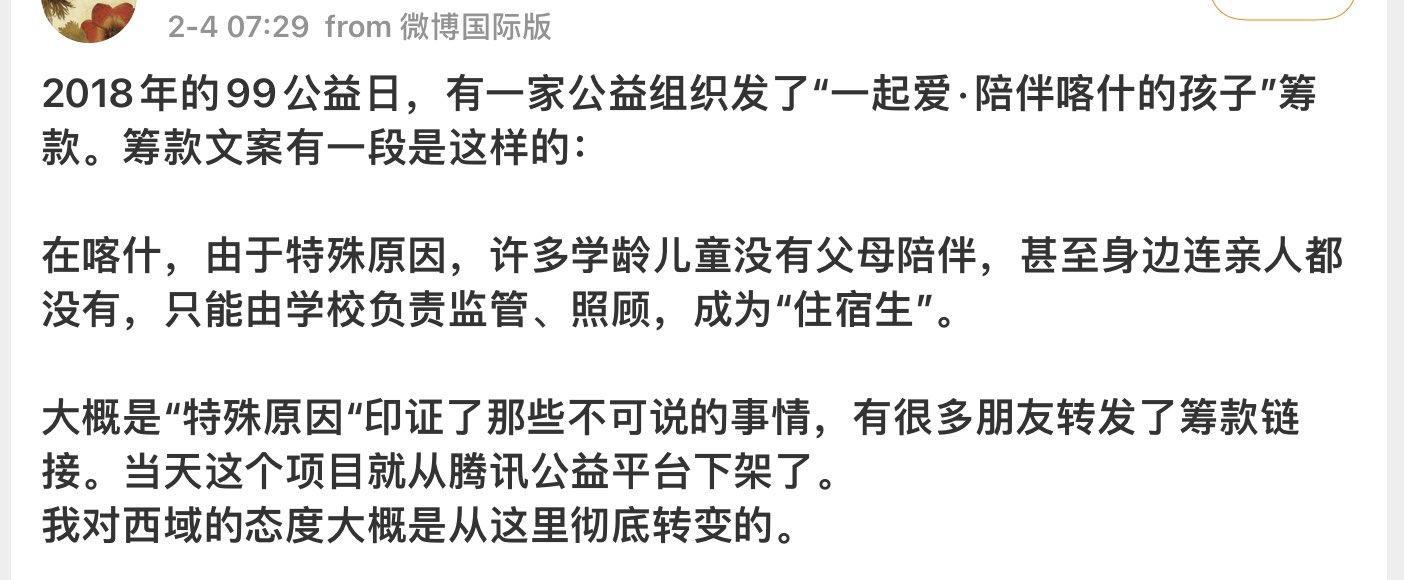 2-4 07:29 from 微博国际版
2018年的99公益日，有一家公益组织发了“一起爱·陪伴喀什的孩子”筹
款。筹款文案有一段是这样的：
在喀什，由于特殊原因，许多学龄儿童没有父母陪伴，甚至身边连亲人都
没有，只能由学校负责监管、照顾，成为“住宿生”。
大概是“特殊原因“印证了那些不可说的事情，有很多朋友转发了筹款链
接。当天这个项目就从腾讯公益平台下架了。
我对西域的态度大概是从这里彻底转变的。